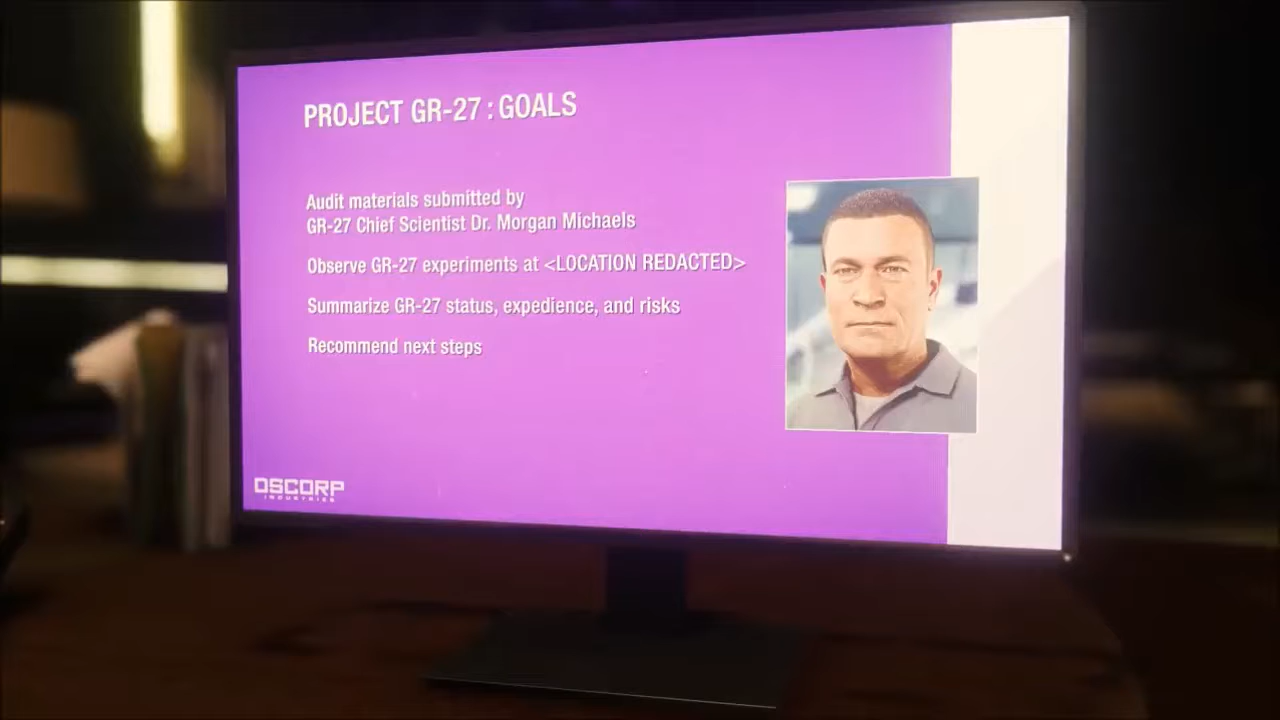 PROJECT GR-27 : GOALS
Audit materials submitted by
GR-27 Chief Scientist Dr. Morgan Michaels
Observe GR-27 experiments at <LOCATION REDACTED>
Summarize GR-27 status, expedience, and risks
Recommend next steps
OSCORP
INDUSTRIES